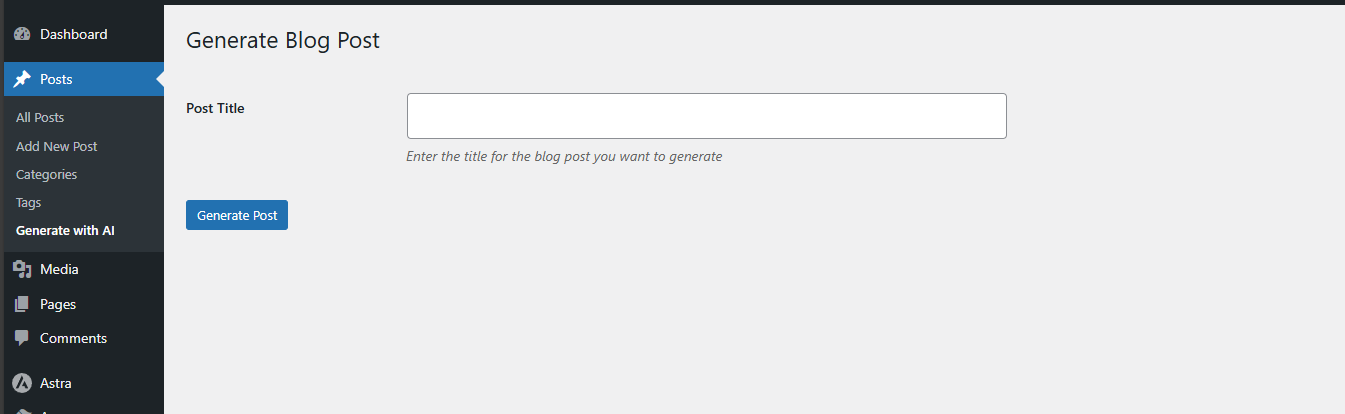 Dashboard
Posts
All Posts
Add New Post
Categories
Tags
Generate with AI
Media
Pages
Comments
Astra
Generate Blog Post
Post Title
Enter the title for the blog post you want to generate
Generate Post